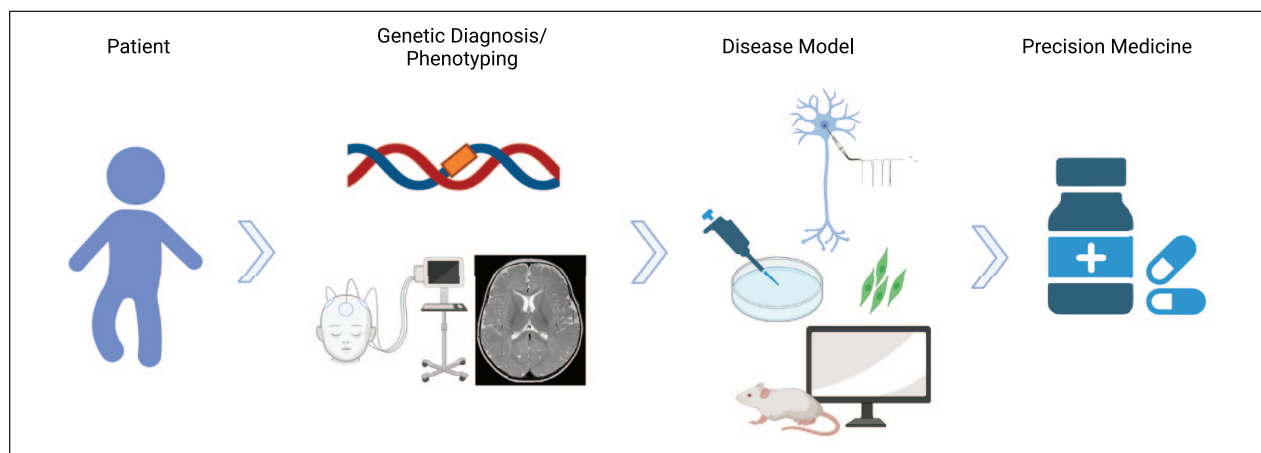 Patient
Genetic Diagnosis/
Phenotyping
Disease Model
Precision Medicine